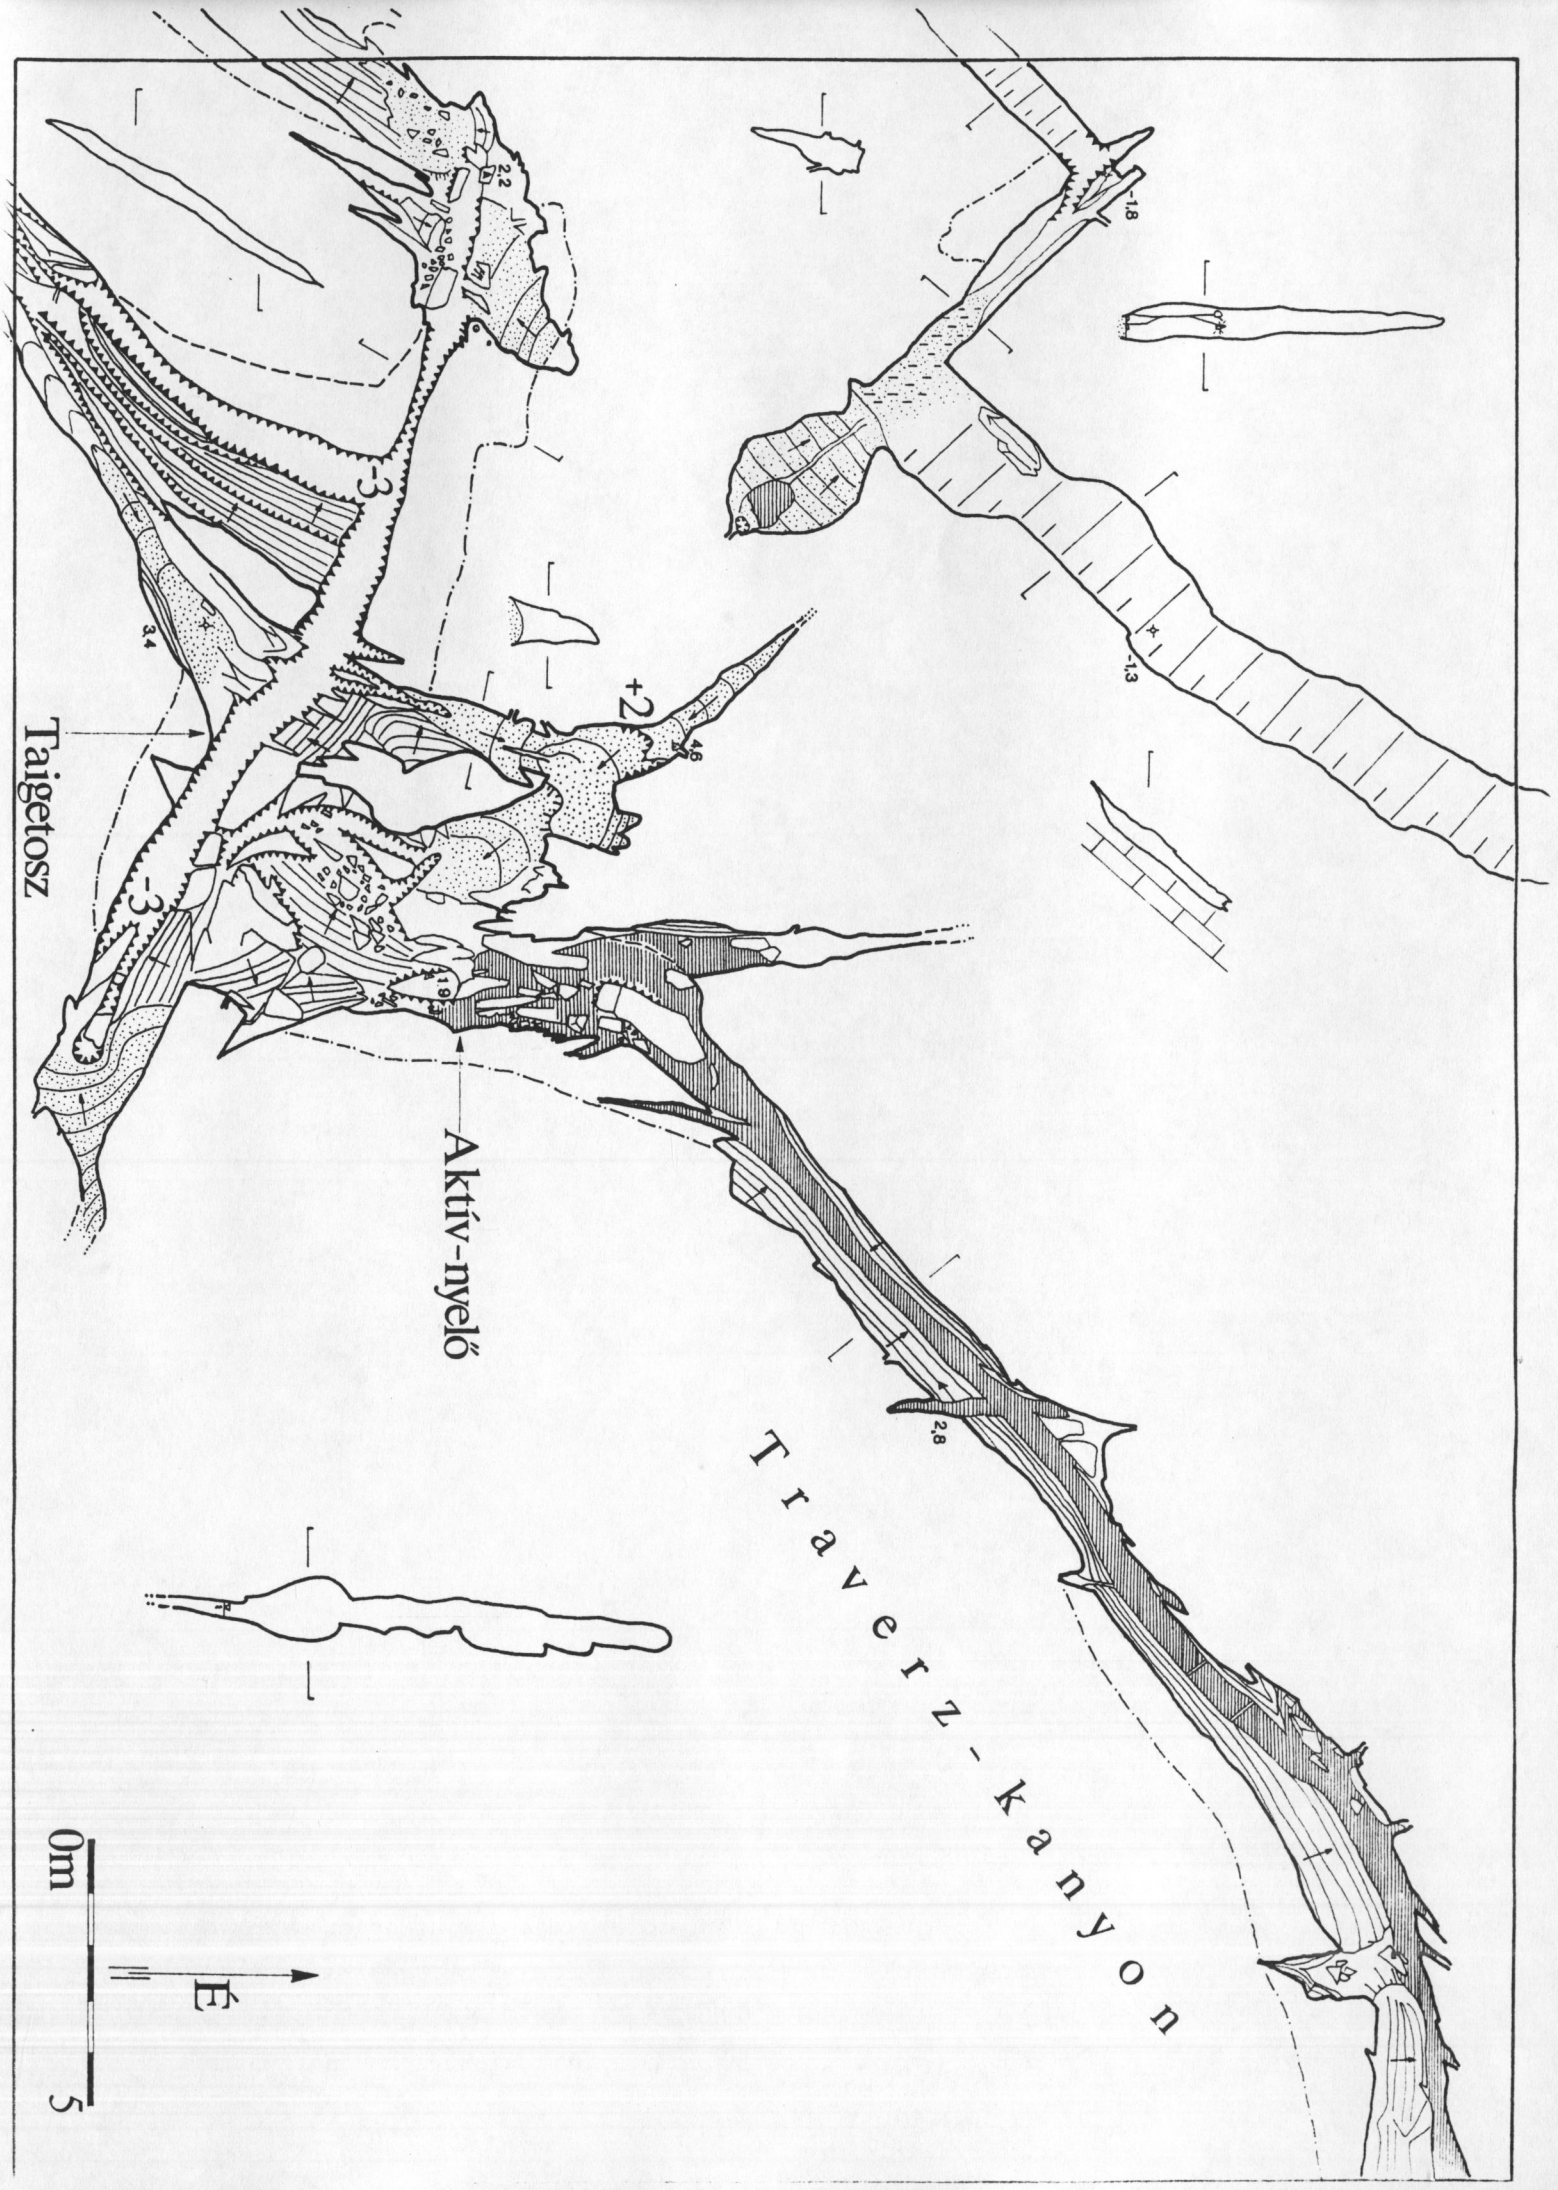 2,2
-1,8
-3
3,4
-1,3
+2
4,6
Taigetosz
-3
1,9
Aktív-nyelő
2,8
Traverz-kanyon
0m
5
É